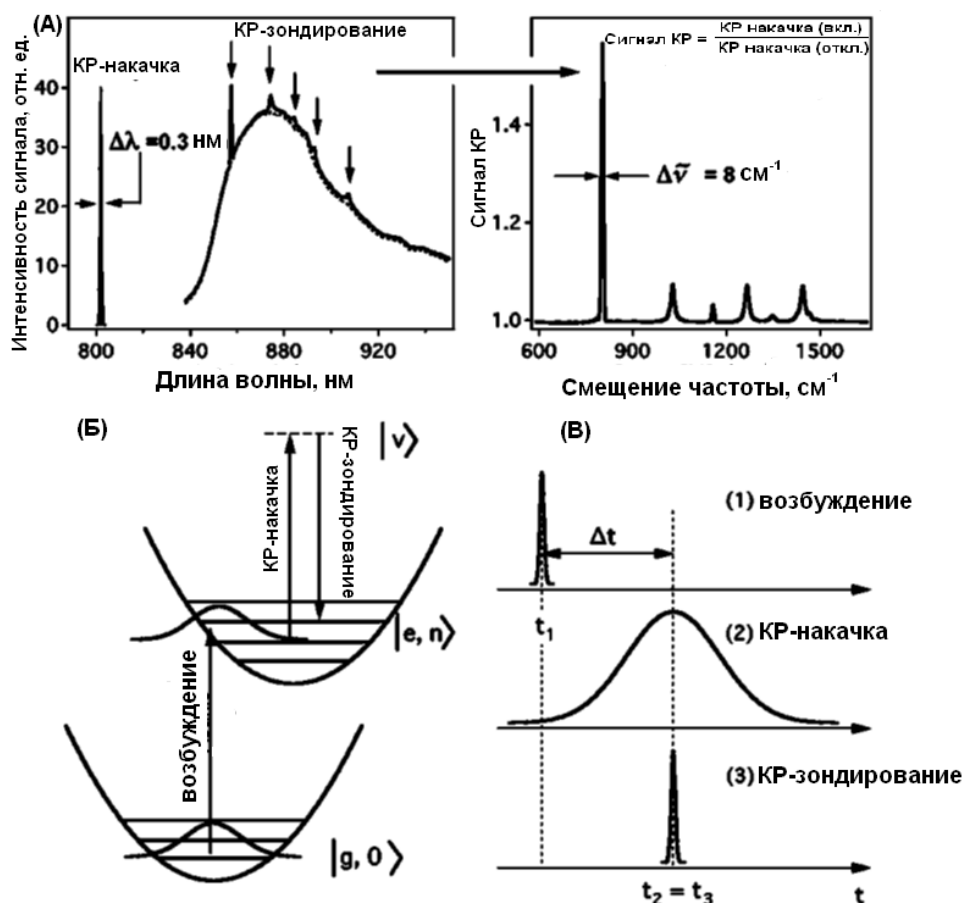 (А)
КР-накачка
КР-зондирование
Δλ =0.3 нм
Интенсивность сигнала, отн. ед.
40
30
20
10
0
800
840
880
920
Длина волны, нм
Сигнал КР = КР накачка (вкл.)
КР накачка (откл.)
Δν̃ = 8 см⁻¹
Сигнал КР
1.4
1.2
1.0
600
900
1200
1500
Смещение частоты, см⁻¹
(Б)
|v⟩
КР-накачка
КР-зондирование
|e, n⟩
возбуждение
|g, 0⟩
(В)
(1) возбуждение
Δt
t₁
(2) КР-накачка
(3) КР-зондирование
t₂ = t₃
t